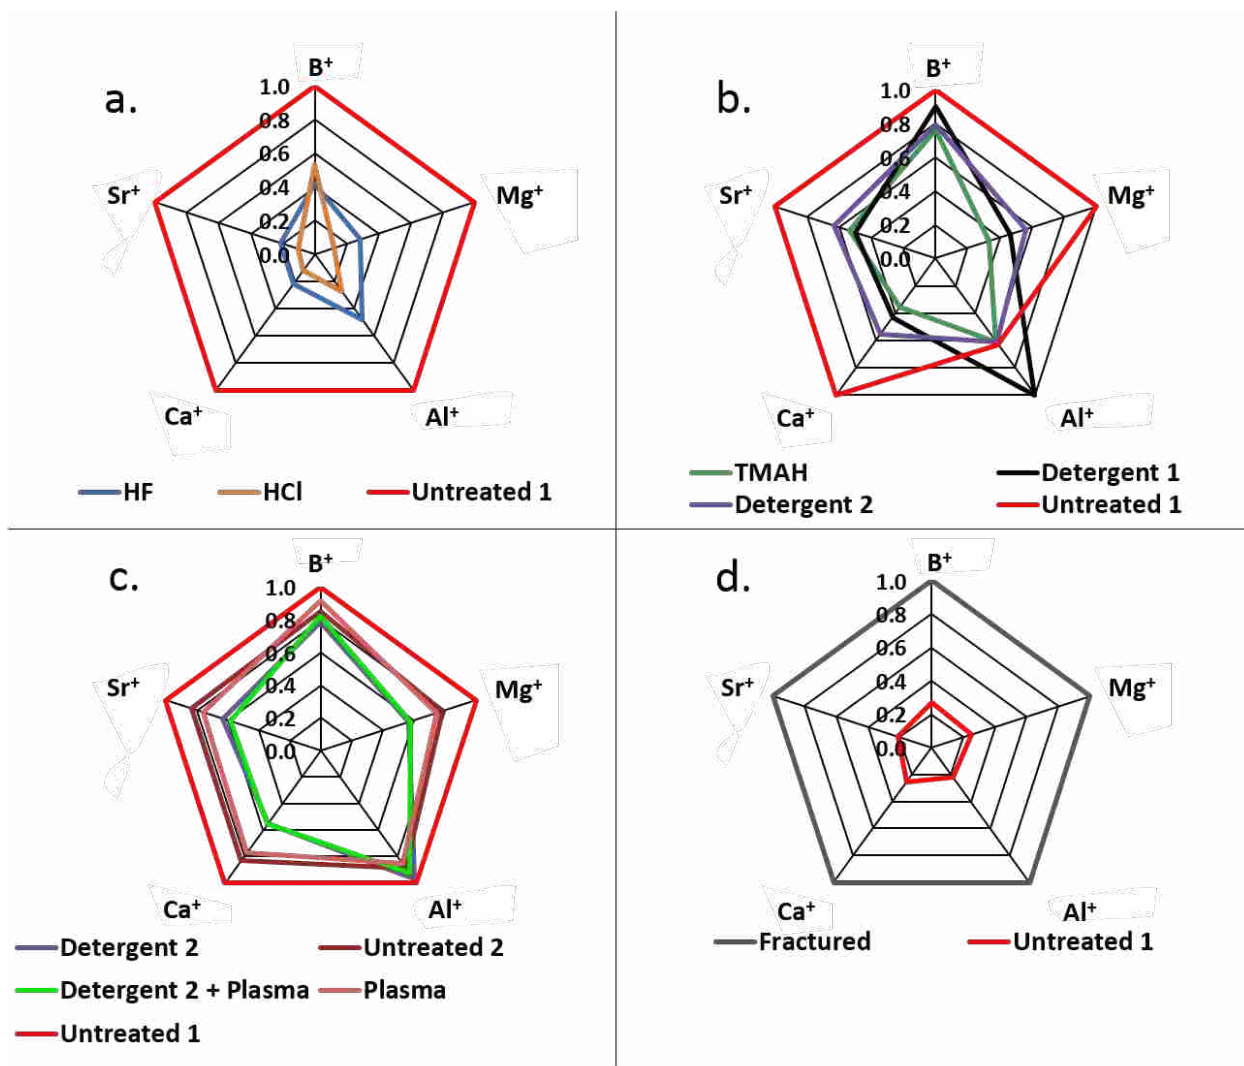 a.
B⁺
1.0
0.8
0.6
0.4
0.2
0.0
Sr⁺
Mg⁺
Ca⁺
Al⁺
HF HCl Untreated 1
b.
B⁺
1.0
0.8
0.6
0.4
0.2
0.0
Sr⁺
Mg⁺
Ca⁺
Al⁺
TMAH Detergent 1
Detergent 2 Untreated 1
c.
B⁺
1.0
0.8
0.6
0.4
0.2
0.0
Sr⁺
Mg⁺
Ca⁺
Al⁺
Detergent 2 Untreated 2
Detergent 2 + Plasma Plasma
Untreated 1
d.
B⁺
1.0
0.8
0.6
0.4
0.2
0.0
Sr⁺
Mg⁺
Ca⁺
Al⁺
Fractured Untreated 1